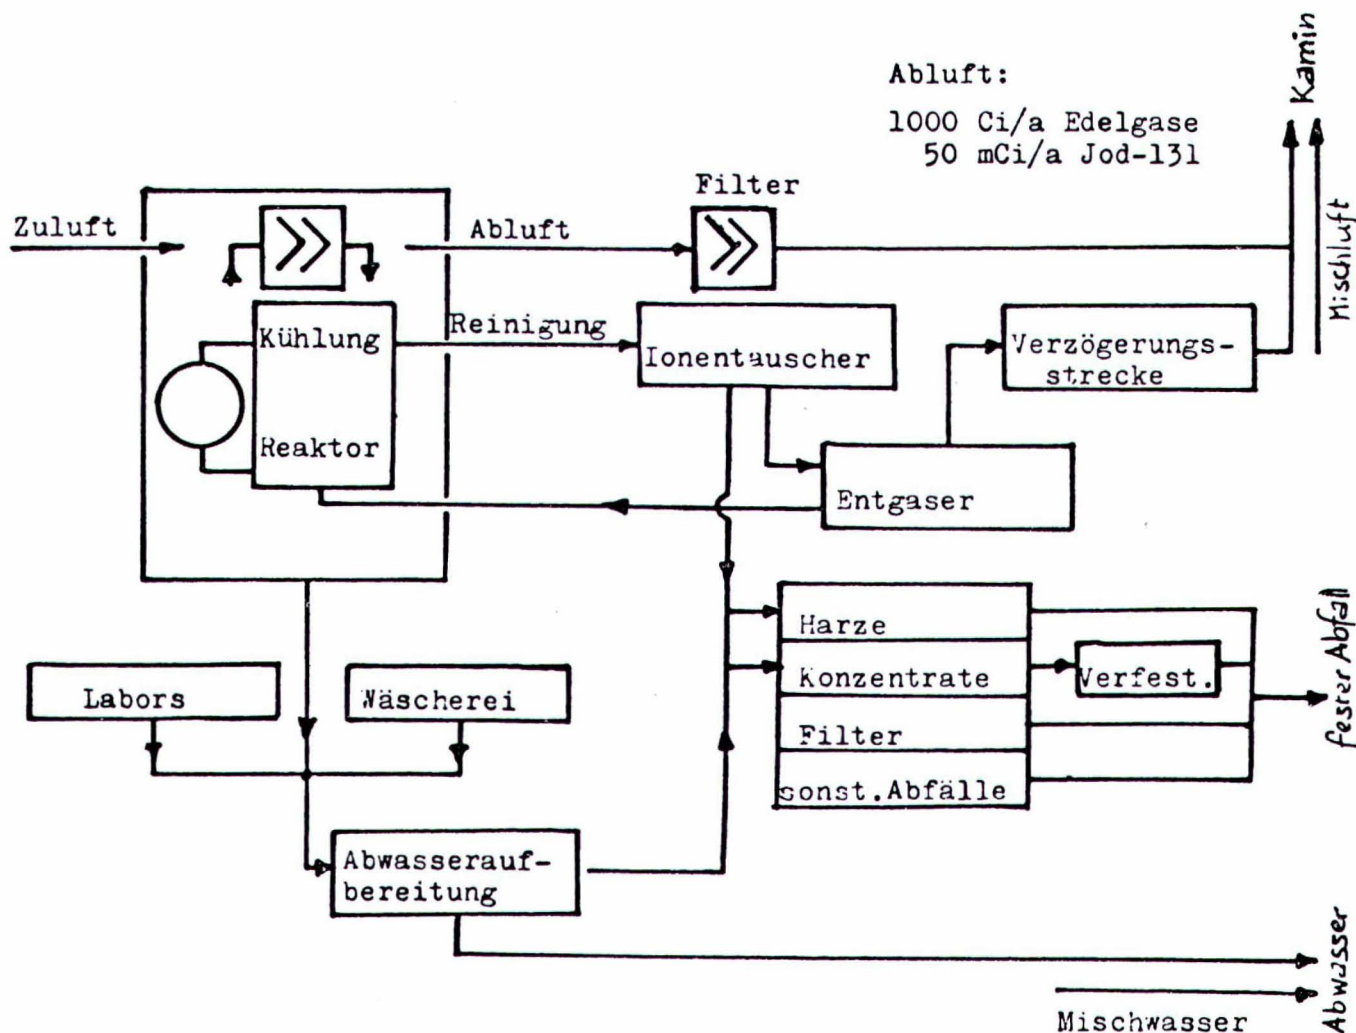 Abluft:
1000 Ci/a Edelgase
50 mCi/a Jod-131
Kamin
Mischluft
Filter
Zuluft
Abluft
Kühlung
Reaktor
Reinigung
Ionentauscher
Verzögerungs-
strecke
Entgaser
Harze
Konzentrate
Verfest.
Filter
sonst.Abfälle
fester Abfall
Labors
Wäscherei
Abwasserauf-
bereitung
Abwasser
Mischwasser